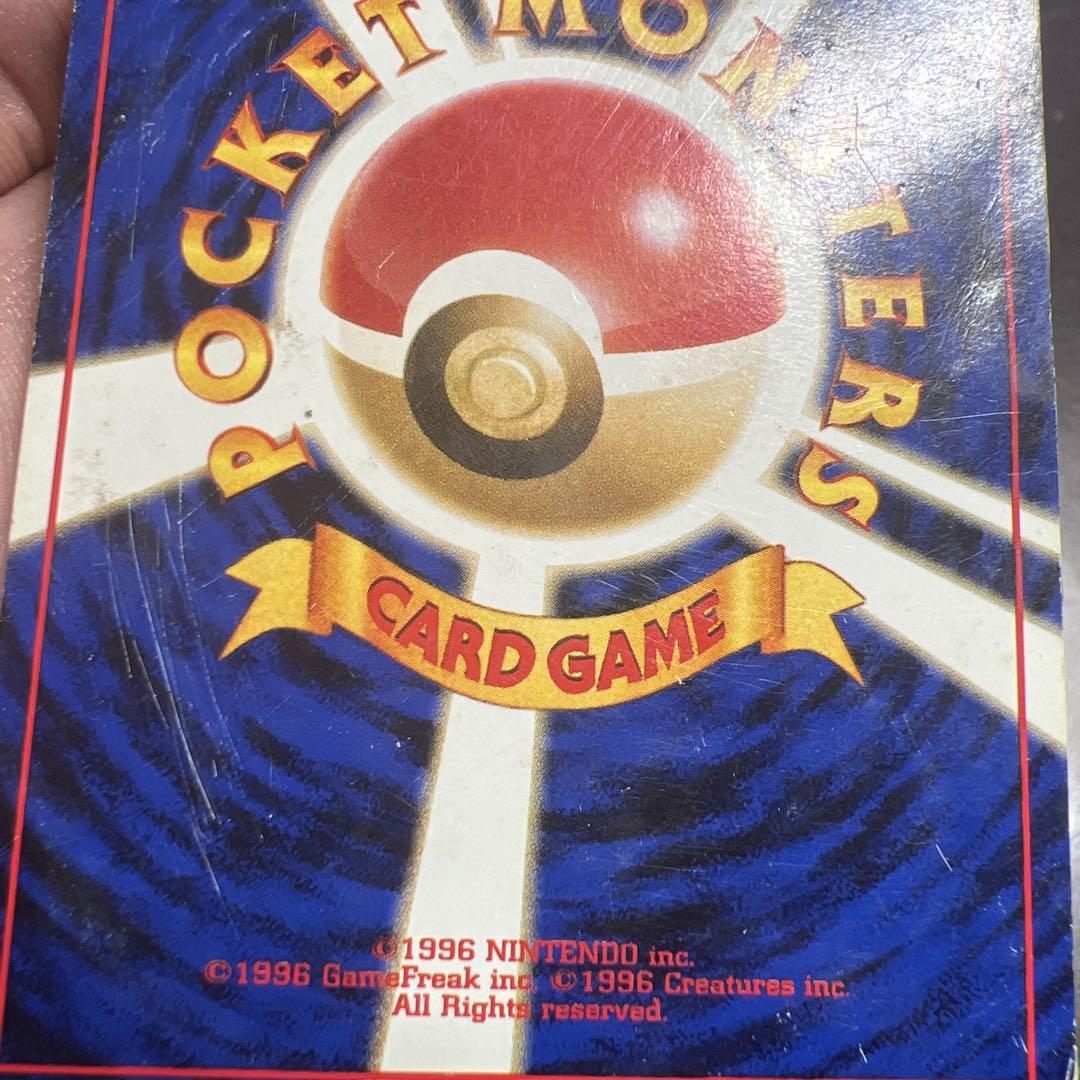 POCKET MONSTERS
CARD GAME
©1996 NINTENDO inc.
©1996 GameFreak inc. ©1996 Creatures inc.
All Rights reserved.